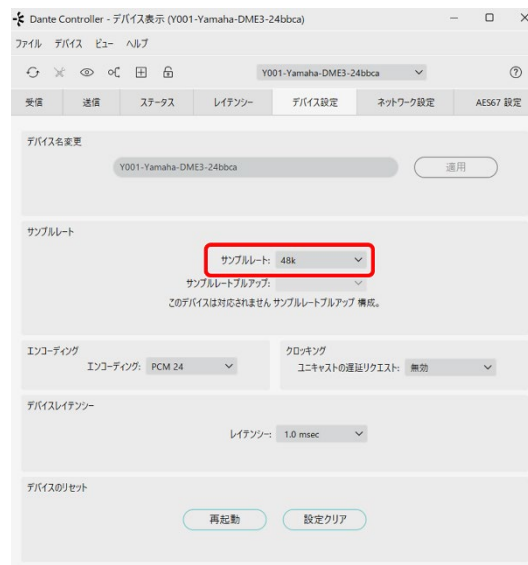 Dante Controller - デバイス表示 (Y001-Yamaha-DME3-24bbca)
ファイル デバイス ビュー ヘルプ
Y001-Yamaha-DME3-24bbca
受信 送信 ステータス レイテンシー デバイス設定 ネットワーク設定 AES67 設定
デバイス名変更
Y001-Yamaha-DME3-24bbca 適用
サンプルレート
サンプルレート: 48k
サンプルレートプルアップ:
このデバイスは対応されません サンプルレートプルアップ 構成。
エンコーディング クロッキング
エンコーディング: PCM 24 ユニキャストの遅延リクエスト: 無効
デバイスレイテンシー
レイテンシー: 1.0 msec
デバイスのリセット
再起動 設定クリア